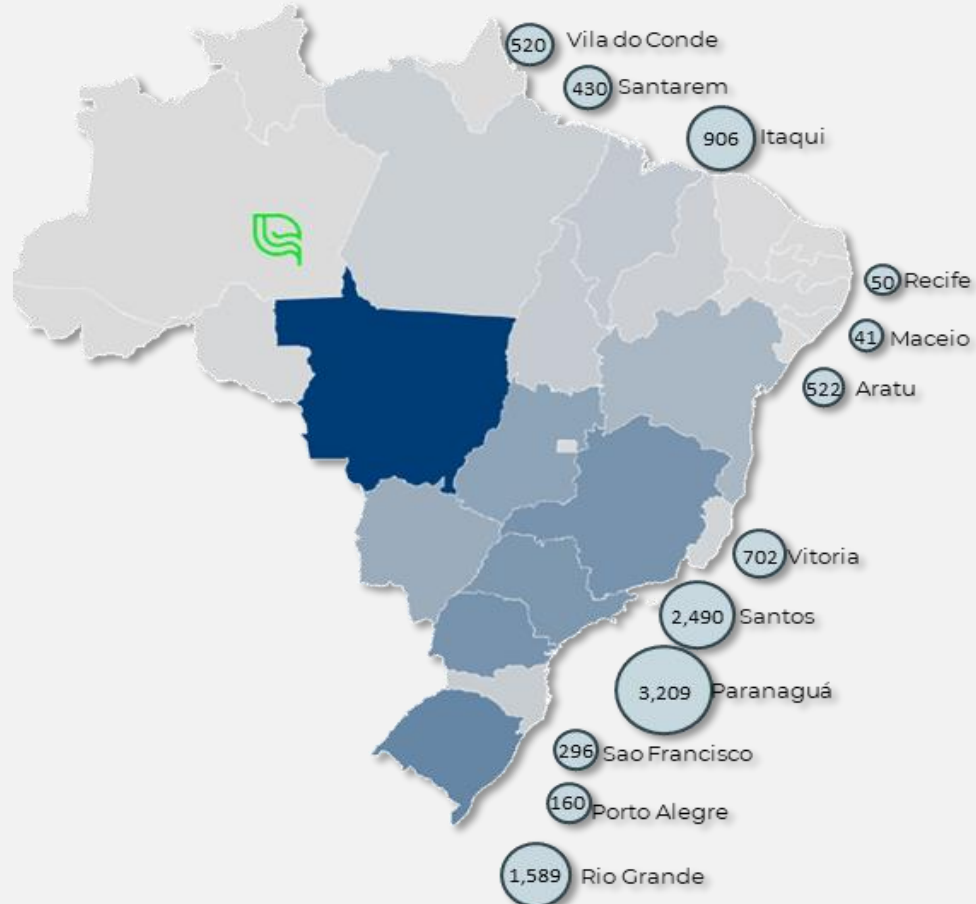 520 Vila do Conde
430 Santarem
906 Itaqui
50 Recife
41 Maceio
522 Aratu
702 Vitoria
2,490 Santos
3,209 Paranaguá
296 Sao Francisco
160 Porto Alegre
1,589 Rio Grande